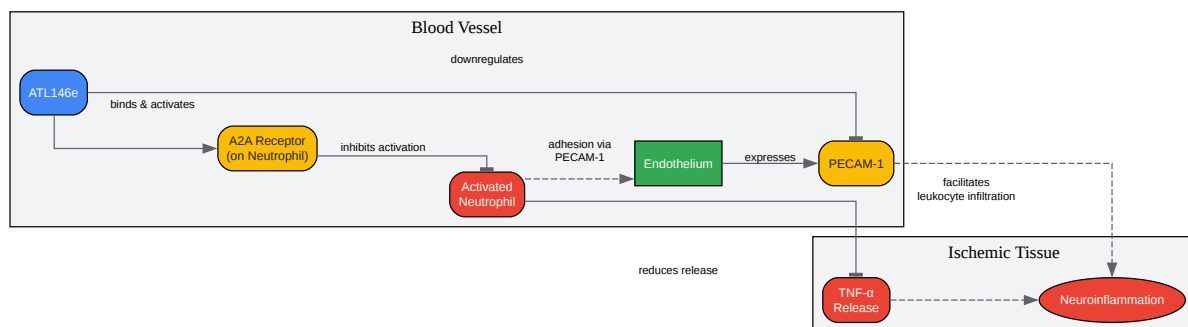 Blood Vessel
downregulates
ATL146e
binds & activates
A2A Receptor
(on Neutrophil)
inhibits activation
adhesion via
PECAM-1
Endothelium
expresses
PECAM-1
Activated
Neutrophil
facilitates
leukocyte infiltration
Ischemic Tissue
reduces release
TNF-α
Release
Neuroinflammation